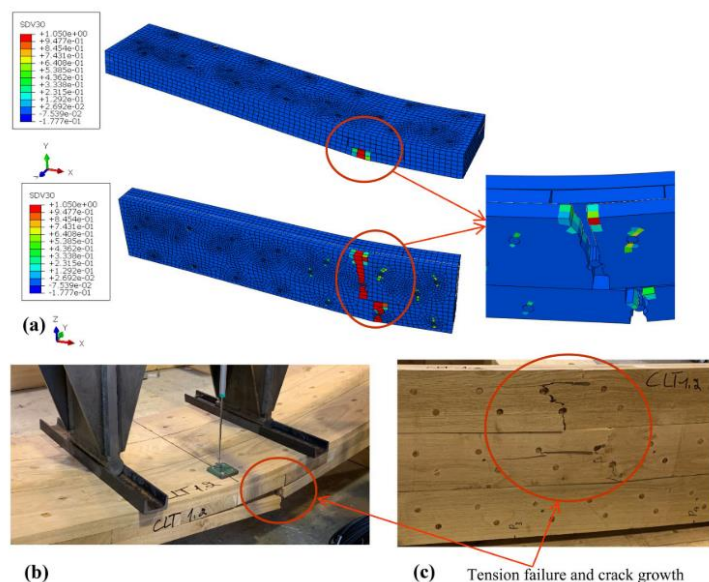 SDV30
+1.050e+00
+9.477e-01
+8.454e-01
+7.431e-01
+6.408e-01
+5.385e-01
+4.362e-01
+3.338e-01
+2.315e-01
+1.292e-01
+2.692e-02
-7.539e-02
-1.777e-01
Y
X
Z
SDV30
+1.050e+00
+9.477e-01
+8.454e-01
+7.431e-01
+6.408e-01
+5.385e-01
+4.362e-01
+3.338e-01
+2.315e-01
+1.292e-01
+2.692e-02
-7.539e-02
-1.777e-01
(a)
Z
Y
X
CLT 1.2
CLT 1.2
CLT 1.2
P3
(b)
(c)
Tension failure and crack growth